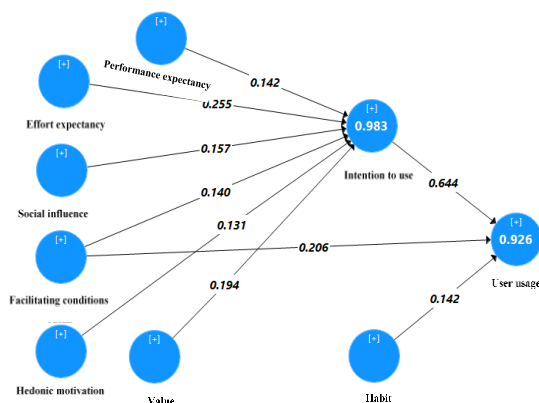 [+]
Performance expectancy
0.142
[+]
0.255
Effort expectancy
[+]
0.983
Intention to use
[+]
0.157
Social influence
0.140
0.644
[+]
0.131
[+]
0.926
User usage
0.206
Facilitating conditions
0.194
0.142
[+]
Hedonic motivation
[+]
Value
[+]
Habit